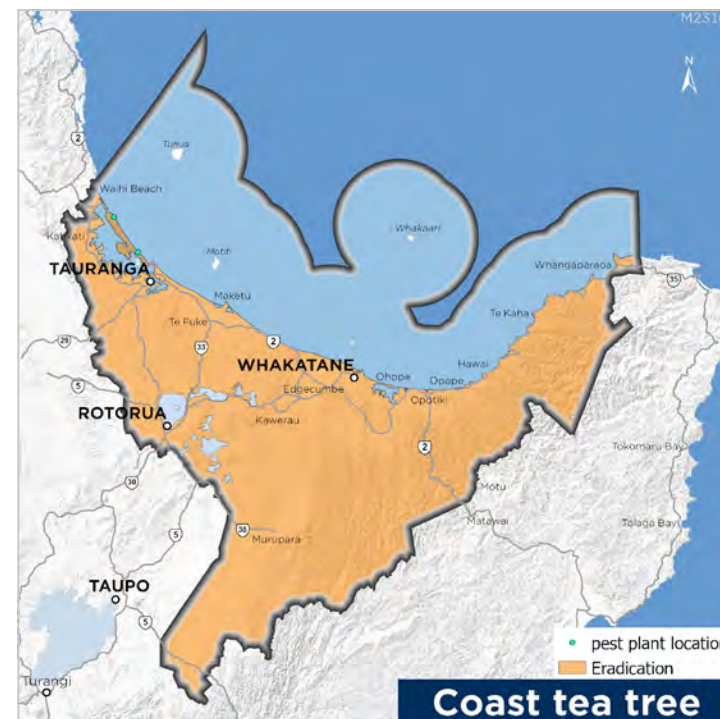 M2310
N
2
Tuhua
Waihi Beach
Katikati
Whakaari
Motiti
Whangaparaoa
TAURANGA
35
Maketu
Te Kaha
Te Puke
2
29
33
Hawai
WHAKATANE
5
Ohope
Opape
Edgecumbe
Opotiki
ROTORUA
Kawerau
2
Tokomaru Bay
30
Motu
Matawai
Tolaga Bay
38
5
Murupara
TAUPO
5
pest plant location
Turangi
Eradication
Coast tea tree